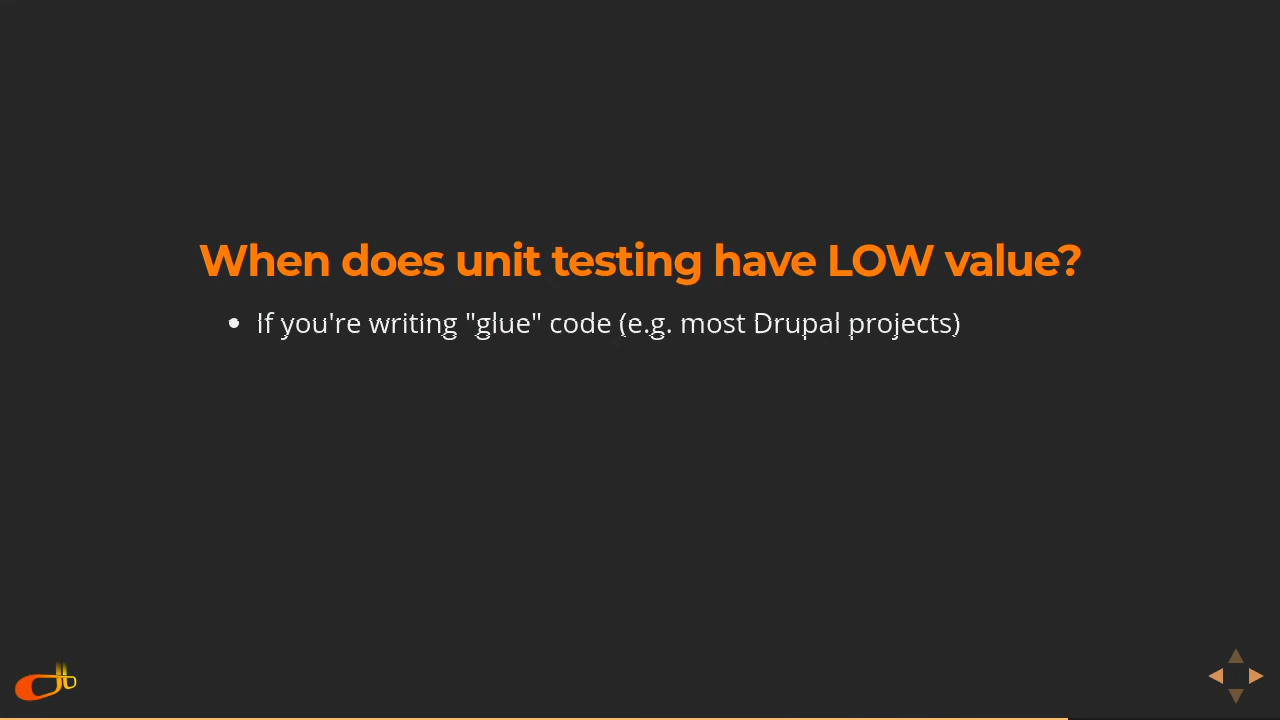 When does unit testing have LOW value?
If you're writing "glue" code (e.g. most Drupal projects)